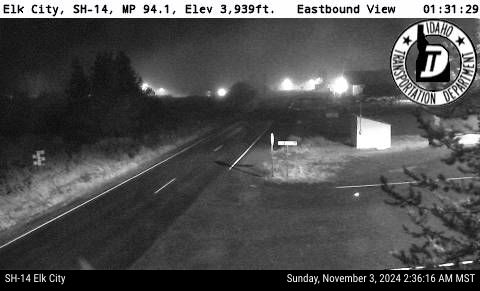 Elk City, SH-14, MP 94.1, Elev 3,939ft. Eastbound View 01:31:29
IDAHO
TRANSPORTATION DEPARTMENT
SH-14 Elk City Sunday, November 3, 2024 2:36:16 AM MST